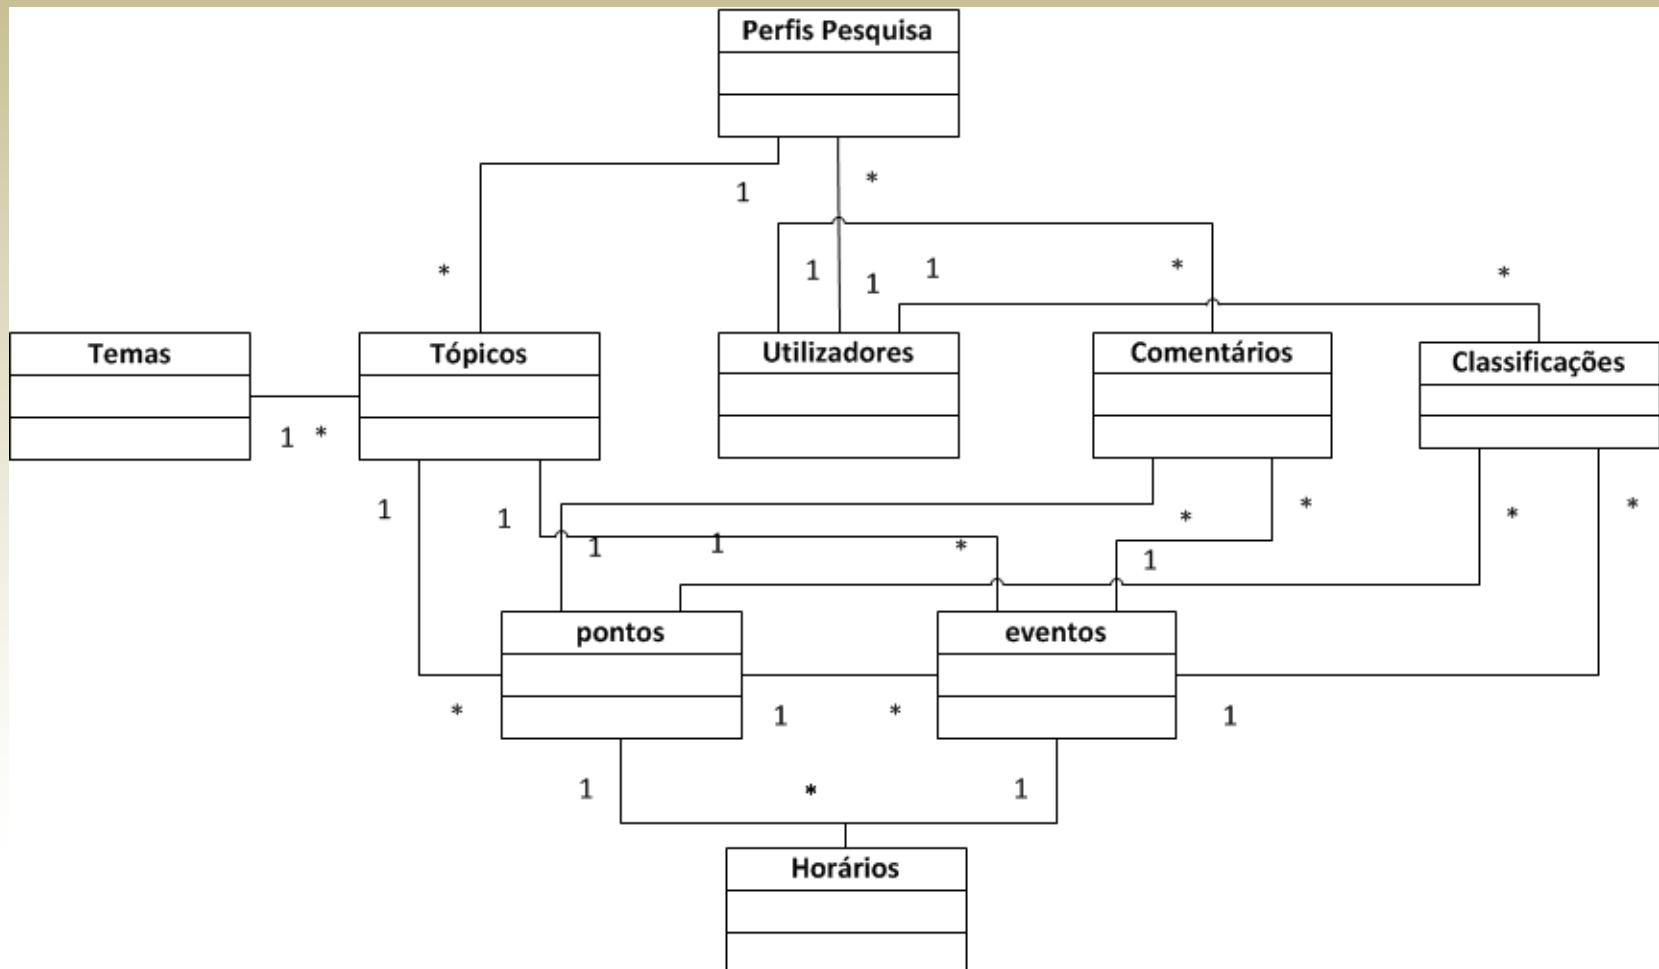 Perfis Pesquisa
1 *
* 1 1 1 * *
Temas Tópicos Utilizadores Comentários Classificações
1 *
1 1 * * * *
1 1 * 1
pontos eventos
* 1 * 1
1 * 1
Horários